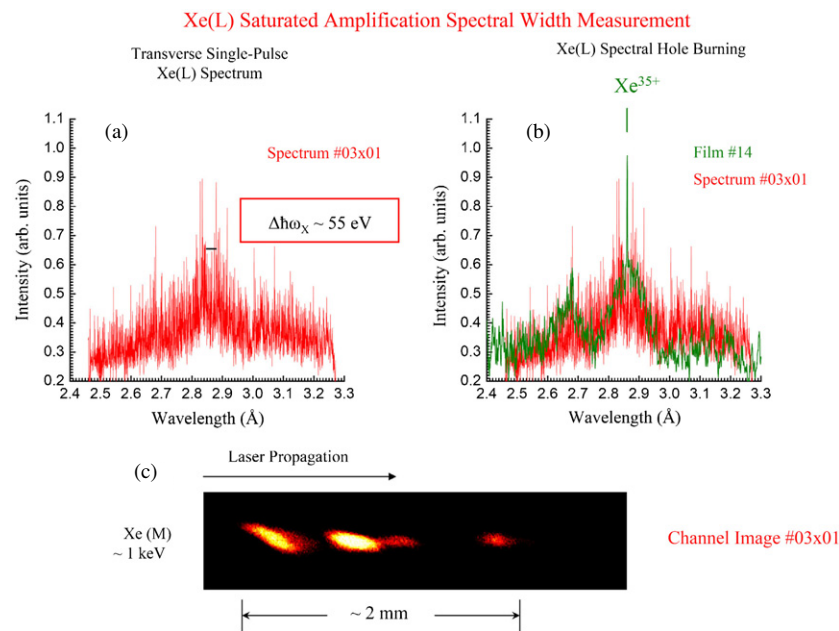 Xe(L) Saturated Amplification Spectral Width Measurement
Transverse Single-Pulse
Xe(L) Spectrum
(a)
Spectrum #03x01
Δħω_X ~ 55 eV
Intensity (arb. units)
1.1
1.0
0.9
0.8
0.7
0.6
0.5
0.4
0.3
0.2
2.4 2.5 2.6 2.7 2.8 2.9 3.0 3.1 3.2 3.3
Wavelength (Å)
Xe(L) Spectral Hole Burning
Xe³⁵⁺
(b)
Film #14
Spectrum #03x01
Intensity (arb. units)
1.1
1.0
0.9
0.8
0.7
0.6
0.5
0.4
0.3
0.2
2.4 2.5 2.6 2.7 2.8 2.9 3.0 3.1 3.2 3.3
Wavelength (Å)
(c)
Laser Propagation
Xe (M)
~ 1 keV
Channel Image #03x01
~ 2 mm